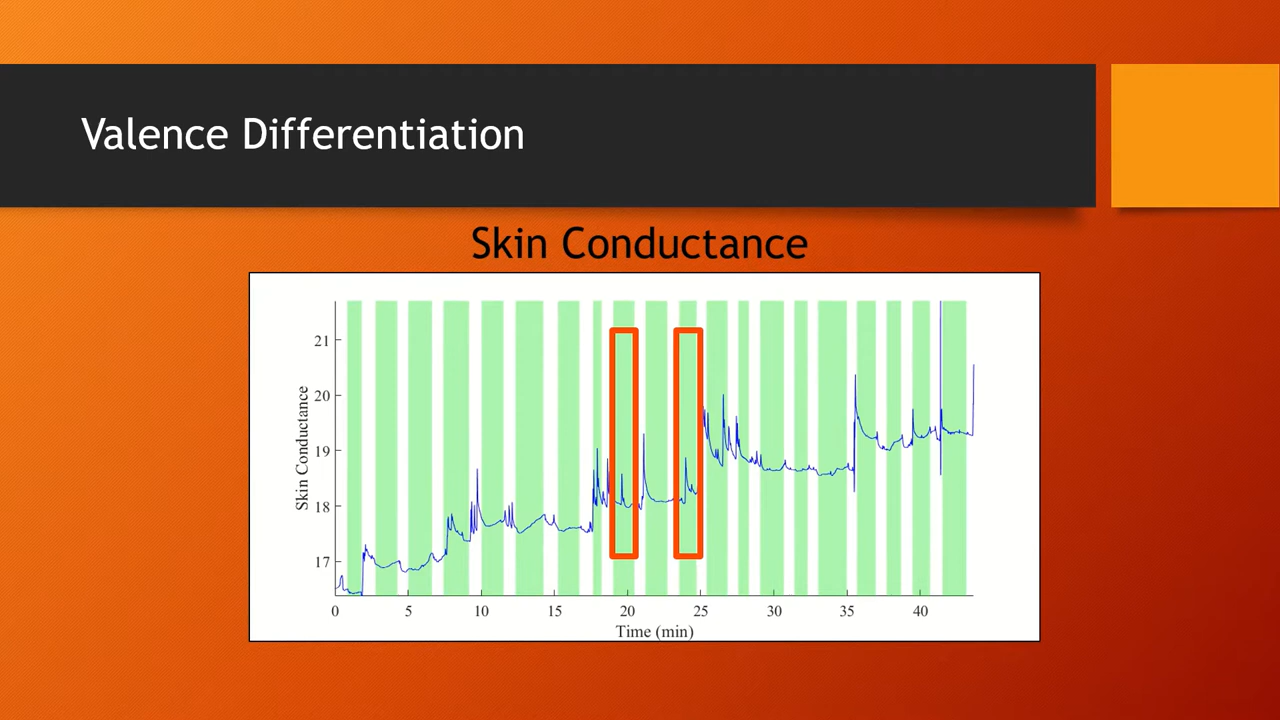 Valence Differentiation
Skin Conductance
21
20
19
18
17
Skin Conductance
0 5 10 15 20 25 30 35 40
Time (min)